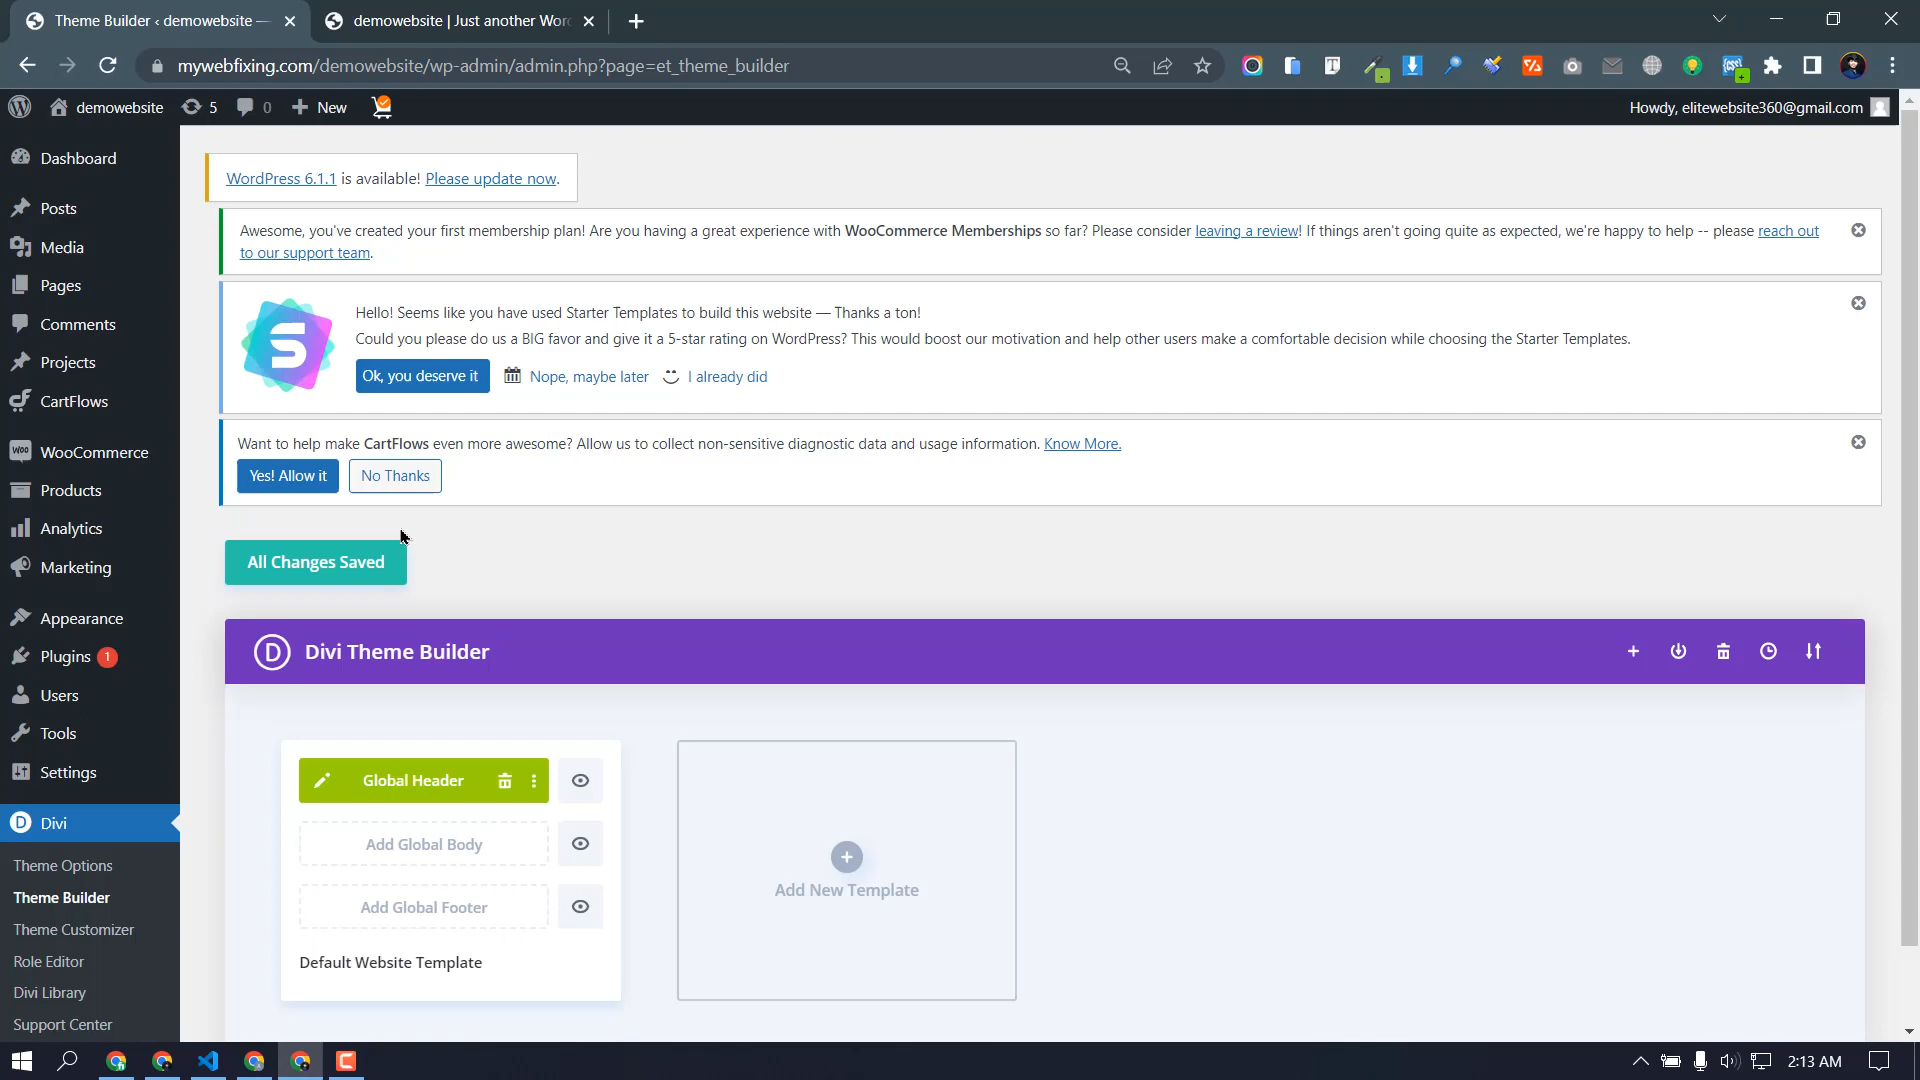 Theme Builder ‹ demowebsite —
demowebsite | Just another Wor
mywebfixing.com/demowebsite/wp-admin/admin.php?page=et_theme_builder
demowebsite 5 0 New
Howdy, elitewebsite360@gmail.com
Dashboard
Posts
Media
Pages
Comments
Projects
CartFlows
WooCommerce
Products
Analytics
Marketing
Appearance
Plugins 1
Users
Tools
Settings
Divi
Theme Options
Theme Builder
Theme Customizer
Role Editor
Divi Library
Support Center
WordPress 6.1.1 is available! Please update now.
Awesome, you've created your first membership plan! Are you having a great experience with WooCommerce Memberships so far? Please consider leaving a review! If things aren't going quite as expected, we're happy to help -- please reach out
to our support team.
Hello! Seems like you have used Starter Templates to build this website — Thanks a ton!
Could you please do us a BIG favor and give it a 5-star rating on WordPress? This would boost our motivation and help other users make a comfortable decision while choosing the Starter Templates.
Ok, you deserve it Nope, maybe later I already did
Want to help make CartFlows even more awesome? Allow us to collect non-sensitive diagnostic data and usage information. Know More.
Yes! Allow it No Thanks
All Changes Saved
Divi Theme Builder
Global Header
Add Global Body
Add Global Footer
Default Website Template
Add New Template
2:13 AM